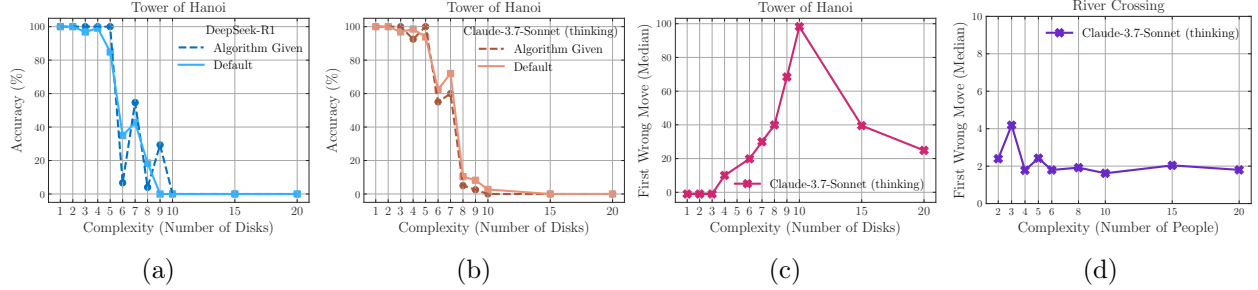 Tower of Hanoi
Accuracy (%)
100
80
60
40
20
0
DeepSeek-R1
Algorithm Given
Default
1 2 3 4 5 6 7 8 9 10 15 20
Complexity (Number of Disks)
(a)
Tower of Hanoi
Accuracy (%)
100
80
60
40
20
0
Claude-3.7-Sonnet (thinking)
Algorithm Given
Default
1 2 3 4 5 6 7 8 9 10 15 20
Complexity (Number of Disks)
(b)
Tower of Hanoi
First Wrong Move (Median)
100
80
60
40
20
0
Claude-3.7-Sonnet (thinking)
1 2 3 4 5 6 7 8 9 10 15 20
Complexity (Number of Disks)
(c)
River Crossing
First Wrong Move (Median)
10
8
6
4
2
0
Claude-3.7-Sonnet (thinking)
2 3 4 5 6 8 10 15 20
Complexity (Number of People)
(d)